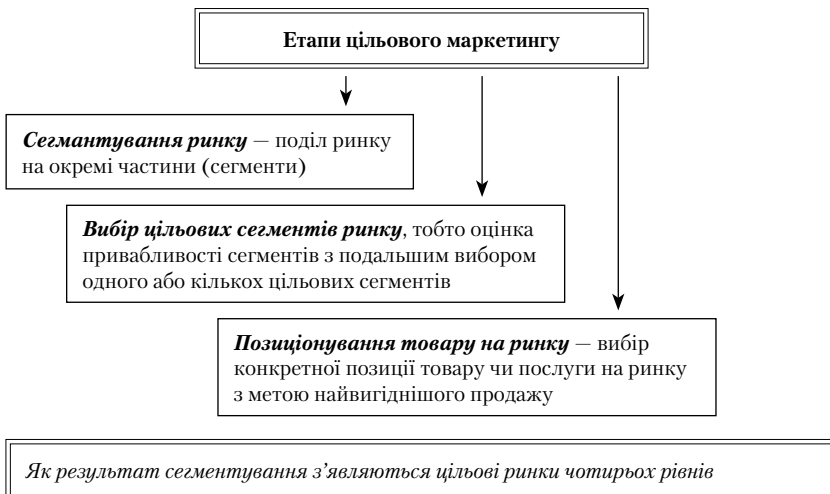 Етапи цільового маркетингу
Сегмантування ринку — поділ ринку
на окремі частини (сегменти)
Вибір цільових сегментів ринку, тобто оцінка
привабливості сегментів з подальшим вибором
одного або кількох цільових сегментів
Позиціонування товару на ринку — вибір
конкретної позиції товару чи послуги на ринку
з метою найвигіднішого продажу
Як результат сегментування з’являються цільові ринки чотирьох рівнів